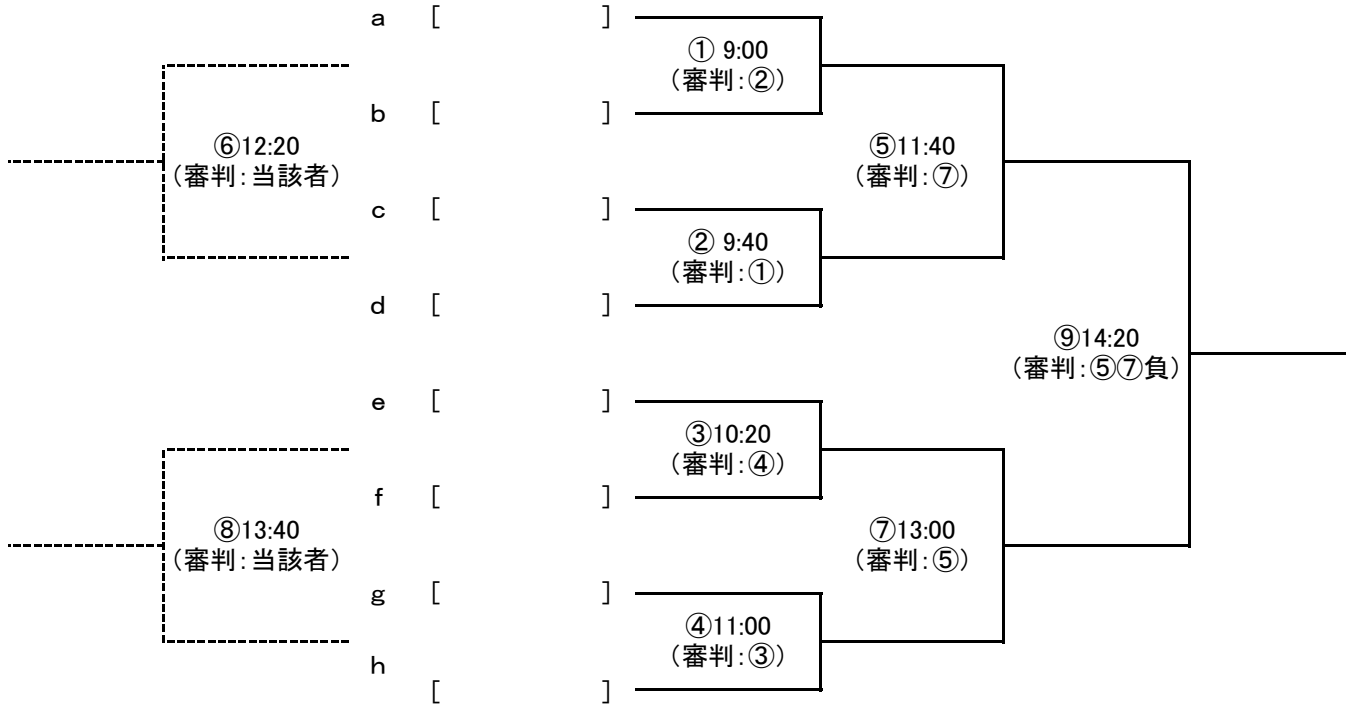 a [ ]
① 9:00
(審判:②)
b [ ]
⑥12:20
(審判:当該者)
⑤11:40
(審判:⑦)
c [ ]
② 9:40
(審判:①)
d [ ]
⑨14:20
(審判:⑤⑦負)
e [ ]
③10:20
(審判:④)
f [ ]
⑧13:40
(審判:当該者)
⑦13:00
(審判:⑤)
g [ ]
④11:00
(審判:③)
h
[ ]